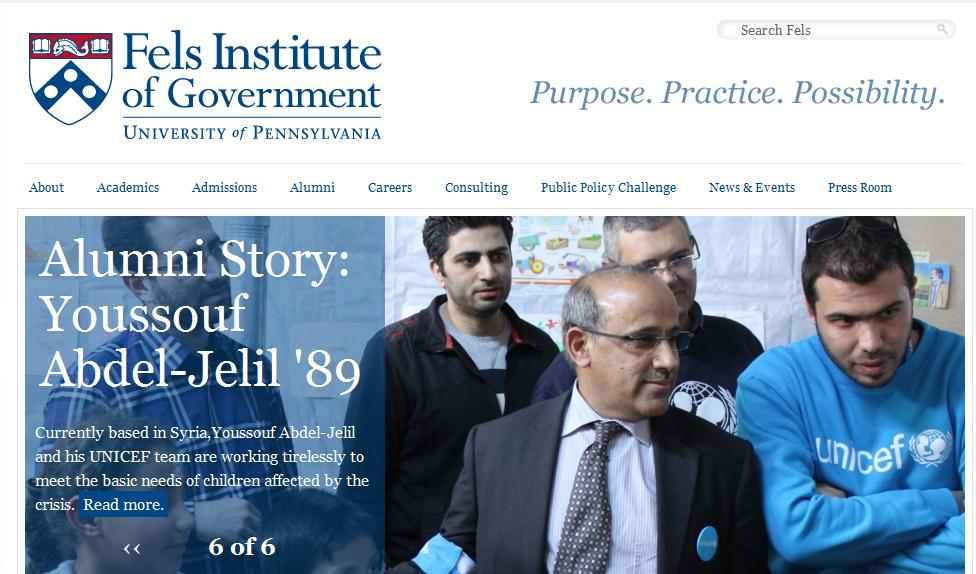 Search Fels
Fels Institute
of Government
UNIVERSITY of PENNSYLVANIA
Purpose. Practice. Possibility.
About Academics Admissions Alumni Careers Consulting Public Policy Challenge News & Events Press Room
Alumni Story:
Youssouf
Abdel-Jelil '89
Currently based in Syria,Youssouf Abdel-Jelil
and his UNICEF team are working tirelessly to
meet the basic needs of children affected by the
crisis. Read more.
‹‹ 6 of 6
unicef
unicef